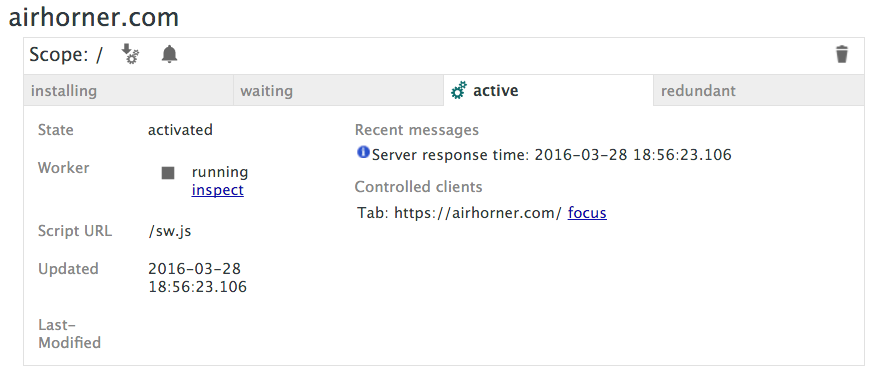 airhorner.com
Scope: /
installing
waiting
active
redundant
State
activated
Worker
running
inspect
Script URL
/sw.js
Updated
2016-03-28
18:56:23.106
Last-
Modified
Recent messages
Server response time: 2016-03-28 18:56:23.106
Controlled clients
Tab: https://airhorner.com/ focus